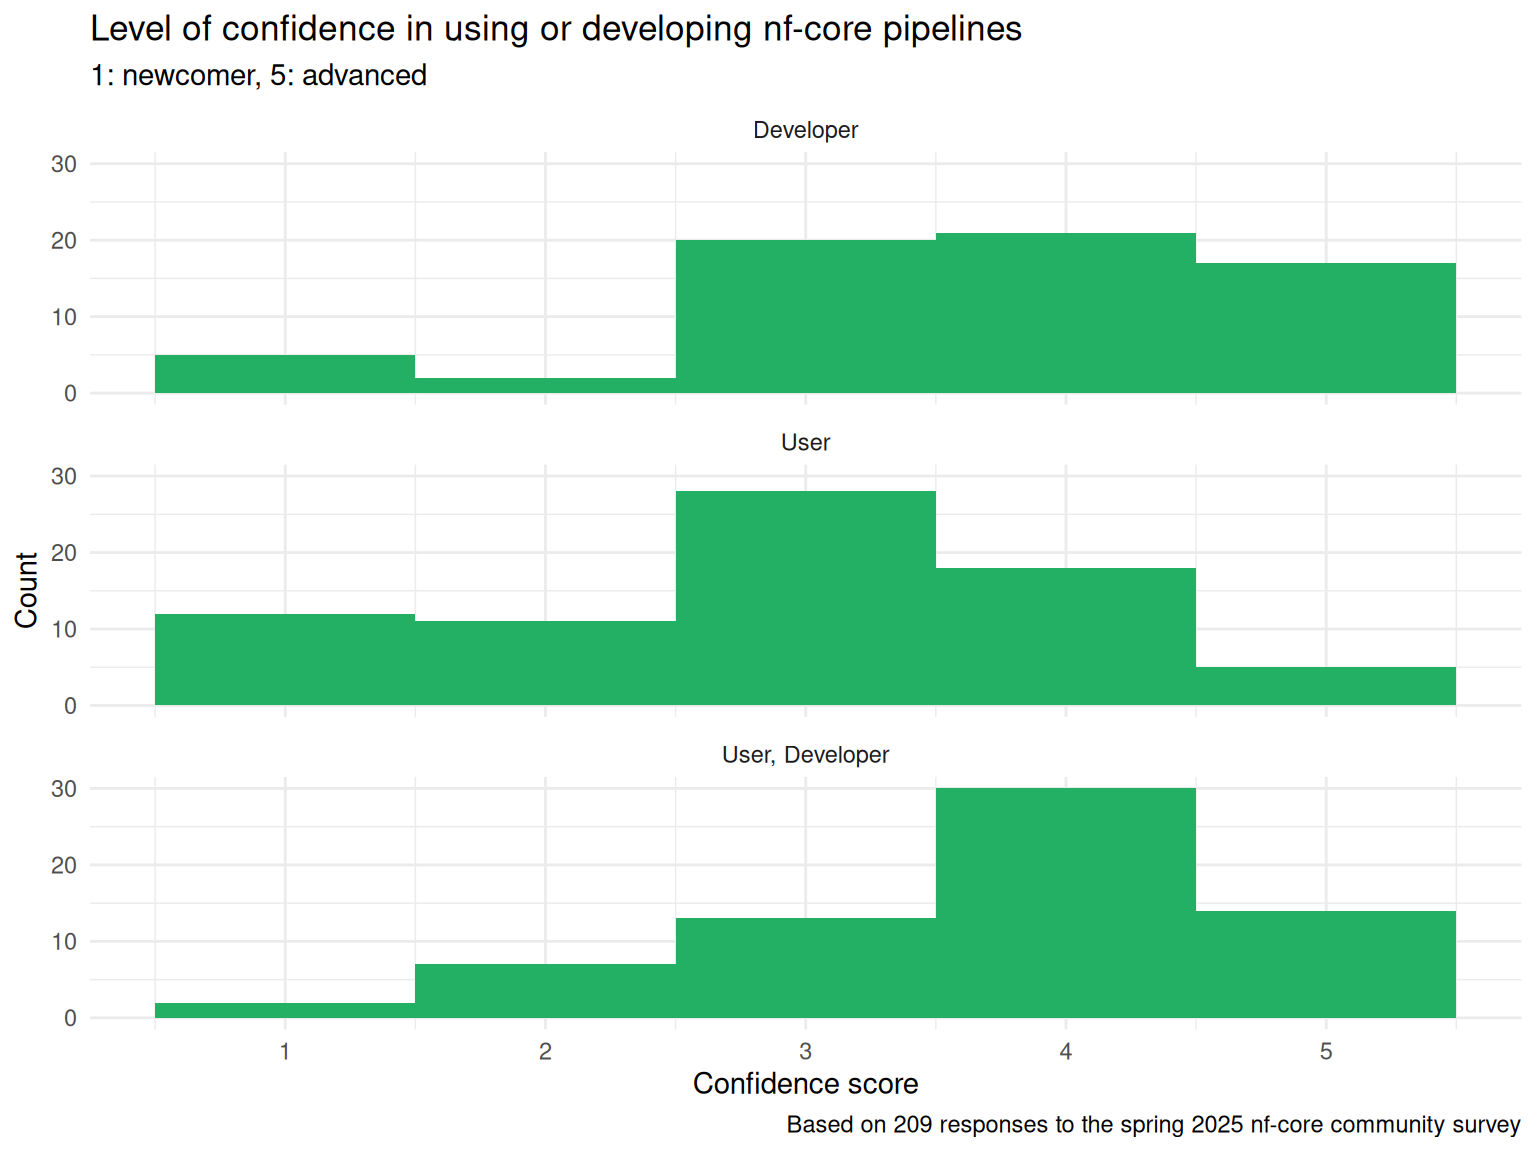 Level of confidence in using or developing nf-core pipelines
1: newcomer, 5: advanced
Developer
30
20
10
0
User
30
20
10
0
Count
User, Developer
30
20
10
0
1 2 3 4 5
Confidence score
Based on 209 responses to the spring 2025 nf-core community survey